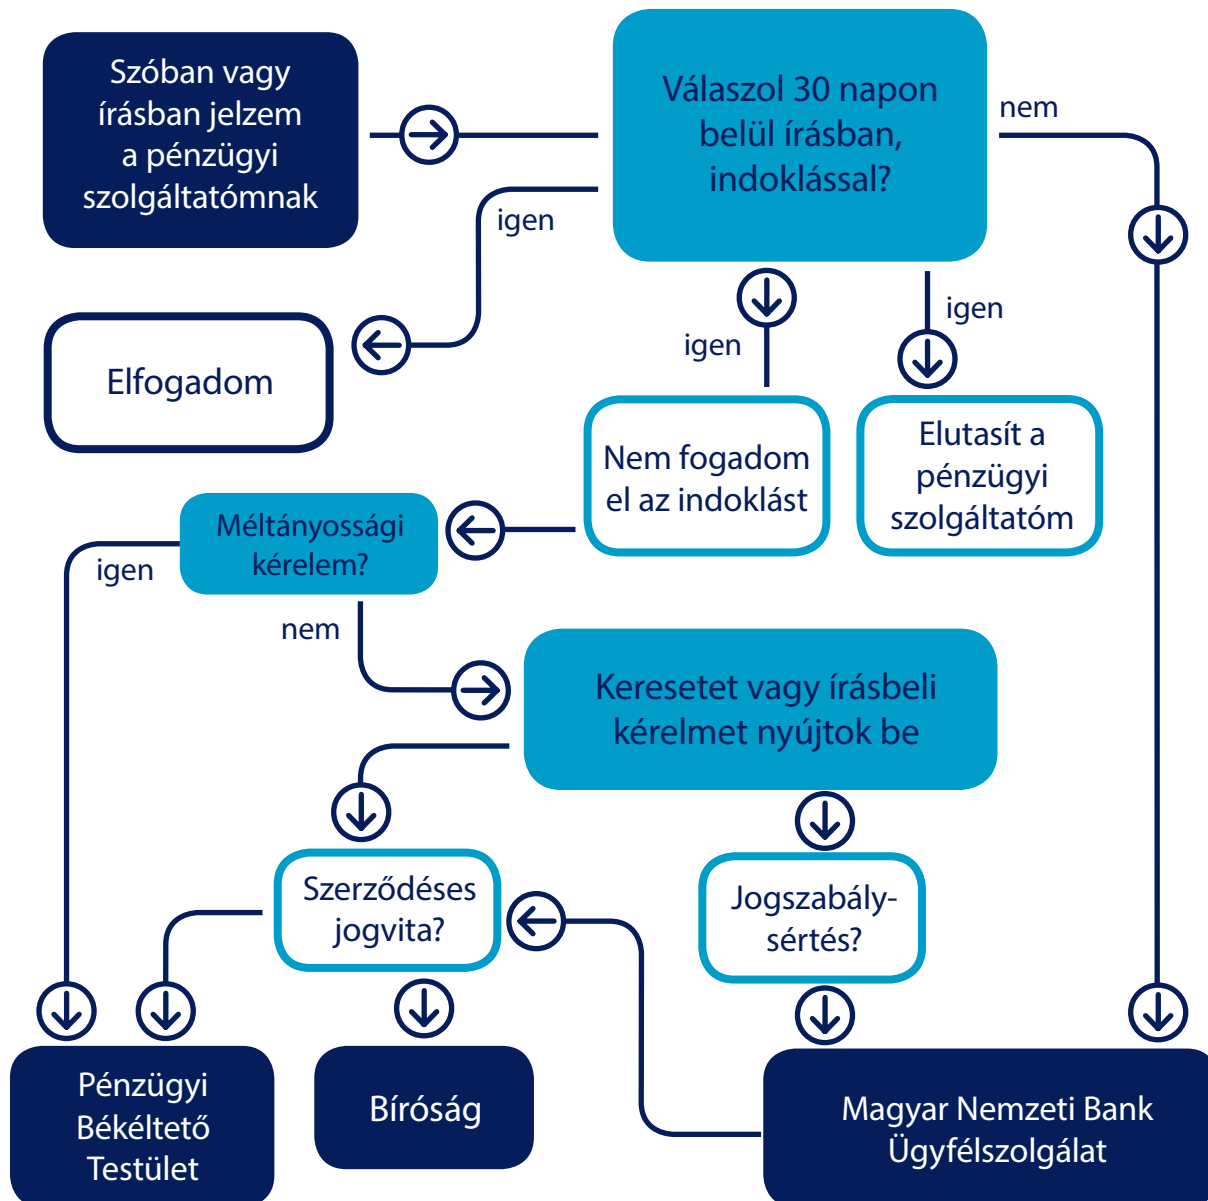 Szóban vagy
írásban jelzem
a pénzügyi
szolgáltatómnak
Válaszol 30 napon
belül írásban,
indoklással?
nem
igen
igen
igen
Elfogadom
Nem fogadom
el az indoklást
Elutasít a
pénzügyi
szolgáltatóm
Méltányossági
kérelem?
igen
nem
Keresetet vagy írásbeli
kérelmet nyújtok be
Szerződéses
jogvita?
Jogszabály-
sértés?
Pénzügyi
Békéltető
Testület
Bíróság
Magyar Nemzeti Bank
Ügyfélszolgálat